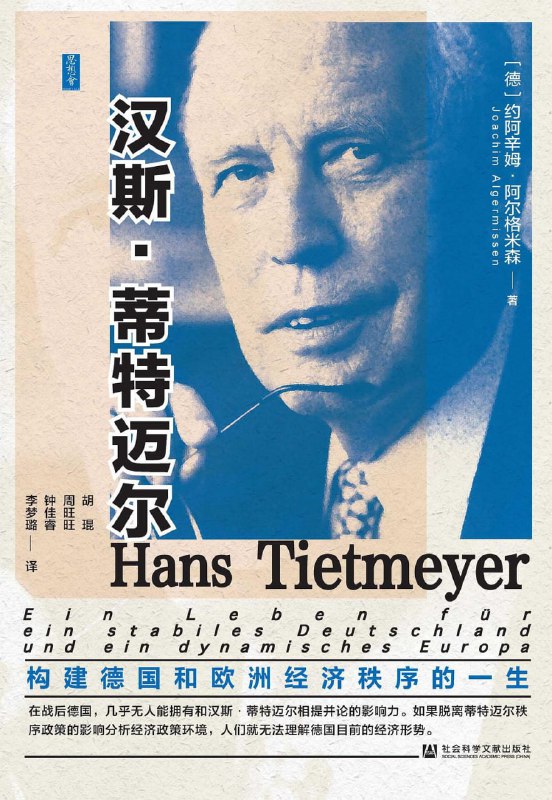 思想會
汉斯·蒂特迈尔
[德]约阿辛姆·阿尔格米森——著
Joachim Algermissen
胡琨
周旺旺
钟佳睿
李梦璐——译
Hans Tietmeyer
Ein Leben für
ein stabiles Deutschland
und ein dynamisches Europa
构建德国和欧洲经济秩序的一生
在战后德国，几乎无人能拥有和汉斯·蒂特迈尔相提并论的影响力。如果脱离蒂特迈尔秩
序政策的影响分析经济政策环境，人们就无法理解德国目前的经济形势。
社会科学文献出版社
SOCIAL SCIENCES ACADEMIC PRESS (CHINA)